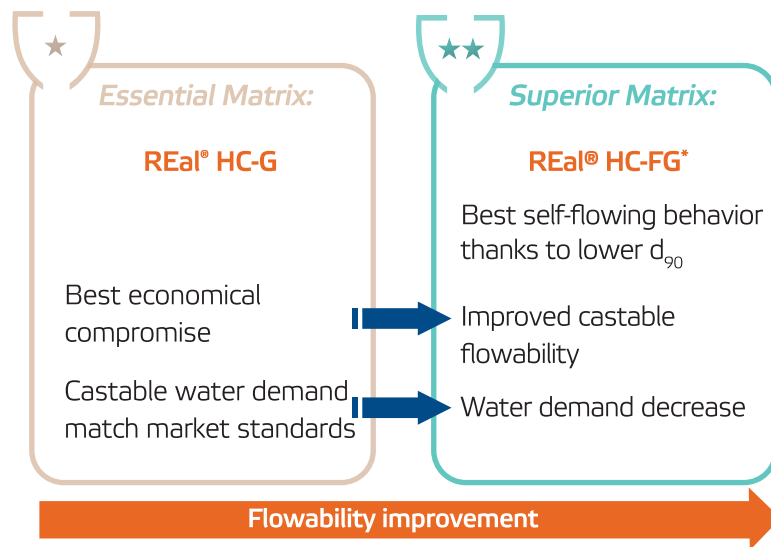 Essential Matrix:
REal® HC-G
Best economical
compromise
Castable water demand
match market standards
Superior Matrix:
REal® HC-FG*
Best self-flowing behavior
thanks to lower d90
Improved castable
flowability
Water demand decrease
Flowability improvement